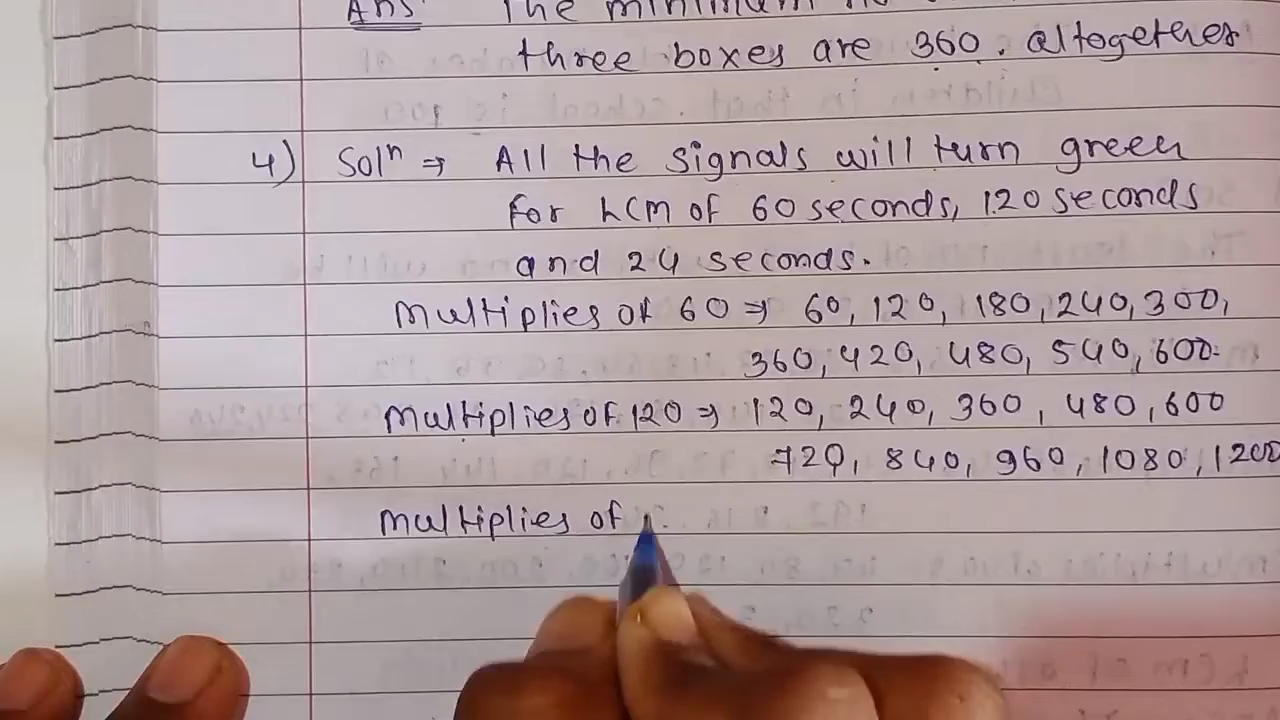 Ans. The minimum no
three boxes are 360. altogether
4) Solⁿ ⇒ All the signals will turn green
for LCM of 60 seconds, 120 seconds
and 24 seconds.
Multiplies of 60 ⇒ 60, 120, 180, 240, 300,
360, 420, 480, 540, 600.
Multiplies of 120 ⇒ 120, 240, 360, 480, 600
720, 840, 960, 1080, 1200
Multiplies of